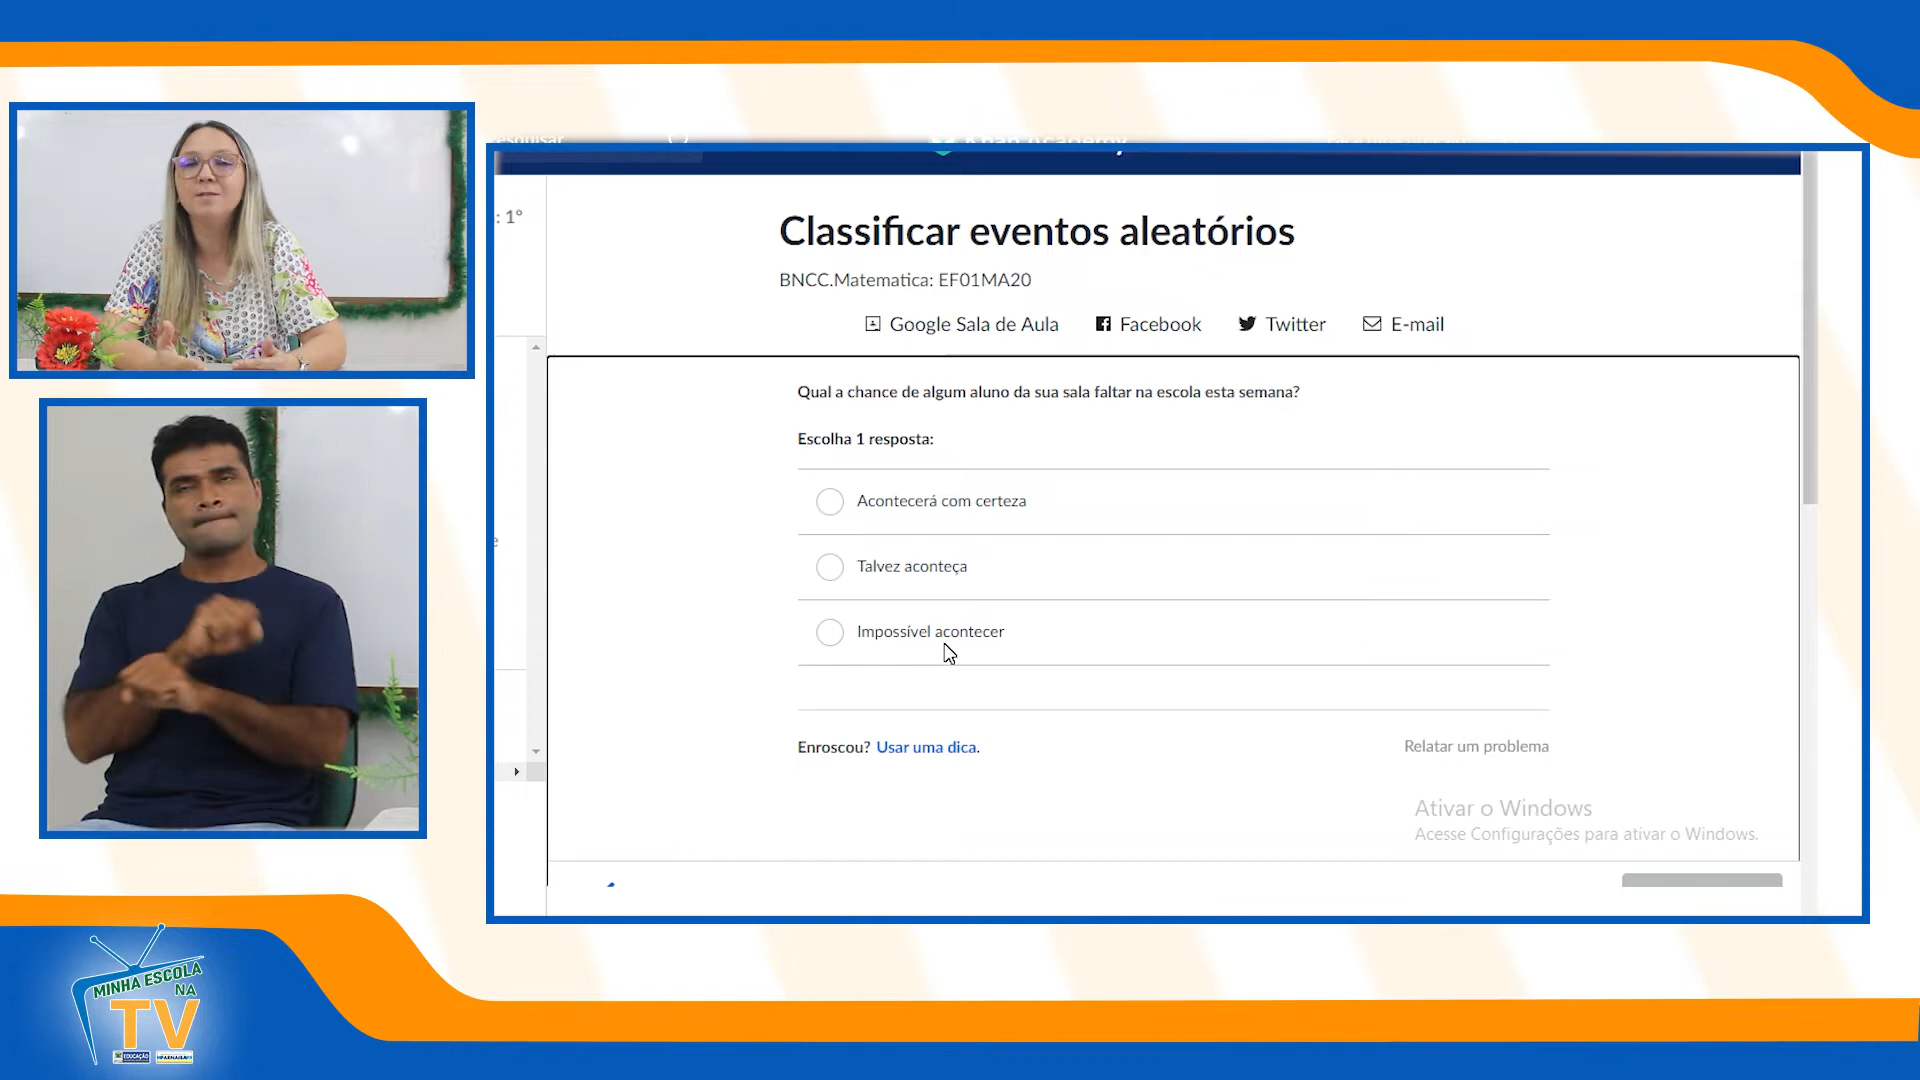 Classificar eventos aleatórios
: 1º
BNCC.Matematica: EF01MA20
Google Sala de Aula
Facebook
Twitter
E-mail
Qual a chance de algum aluno da sua sala faltar na escola esta semana?
Escolha 1 resposta:
Acontecerá com certeza
Talvez aconteça
Impossível acontecer
Enroscou? Usar uma dica.
Relatar um problema
Ativar o Windows
Acesse Configurações para ativar o Windows.
MINHA ESCOLA
NA
TV
EDUCAÇÃO